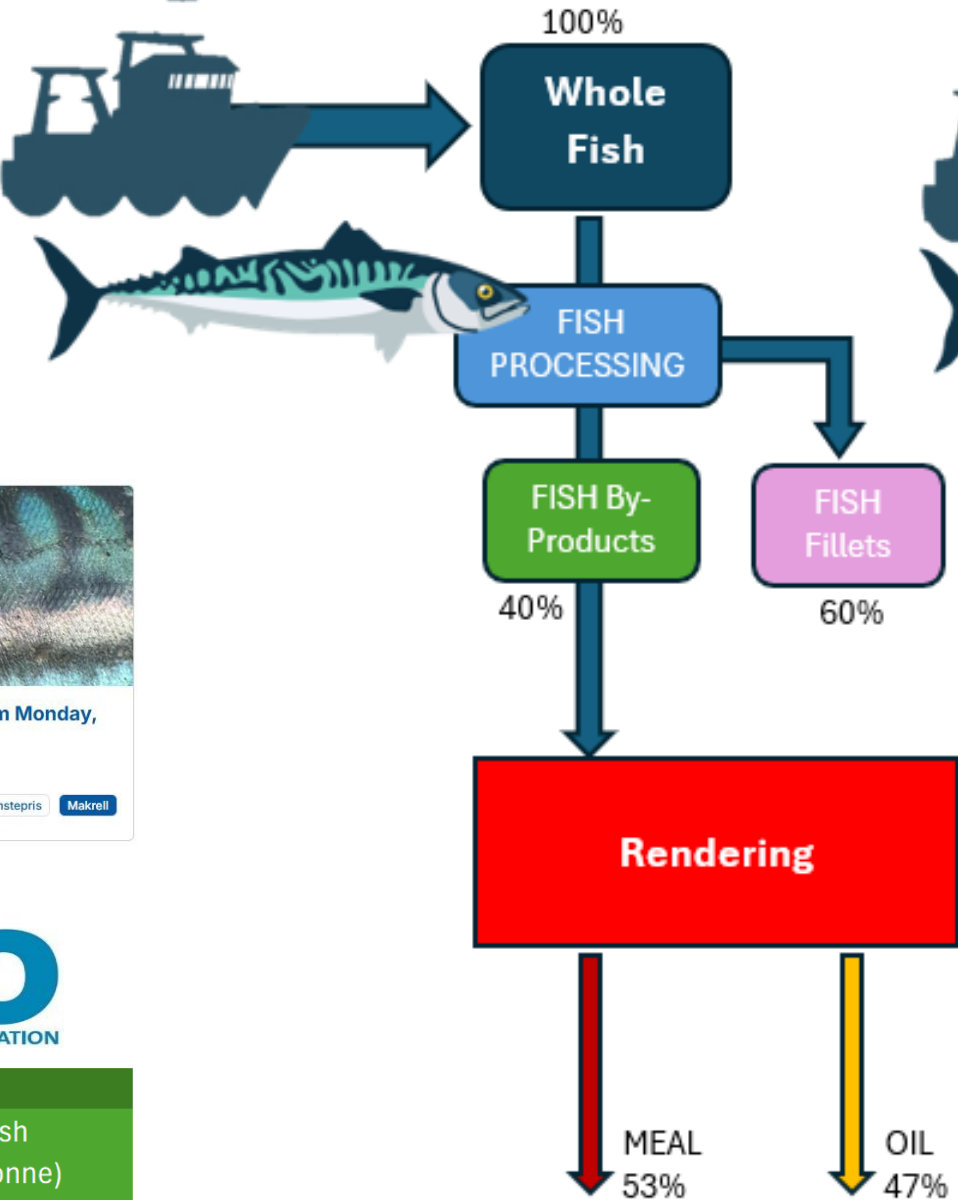 100%
Whole
Fish
FISH
PROCESSING
FISH By-
Products
FISH
Fillets
40%
60%
m Monday,
nstepris
Makrell
Rendering
ATION
sh
onne)
MEAL
53%
OIL
47%